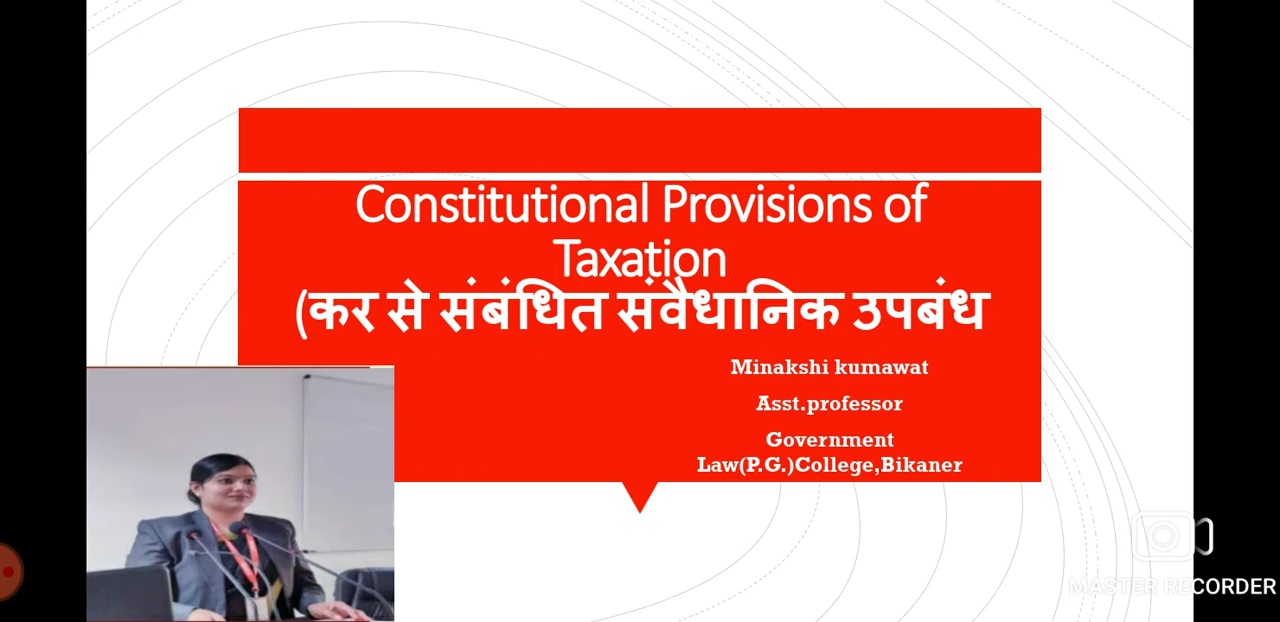 Constitutional Provisions of
Taxation
(कर से संबंधित संवैधानिक उपबंध
Minakshi kumawat
Asst.professor
Government
Law(P.G.)College,Bikaner
MASTER RECORDER